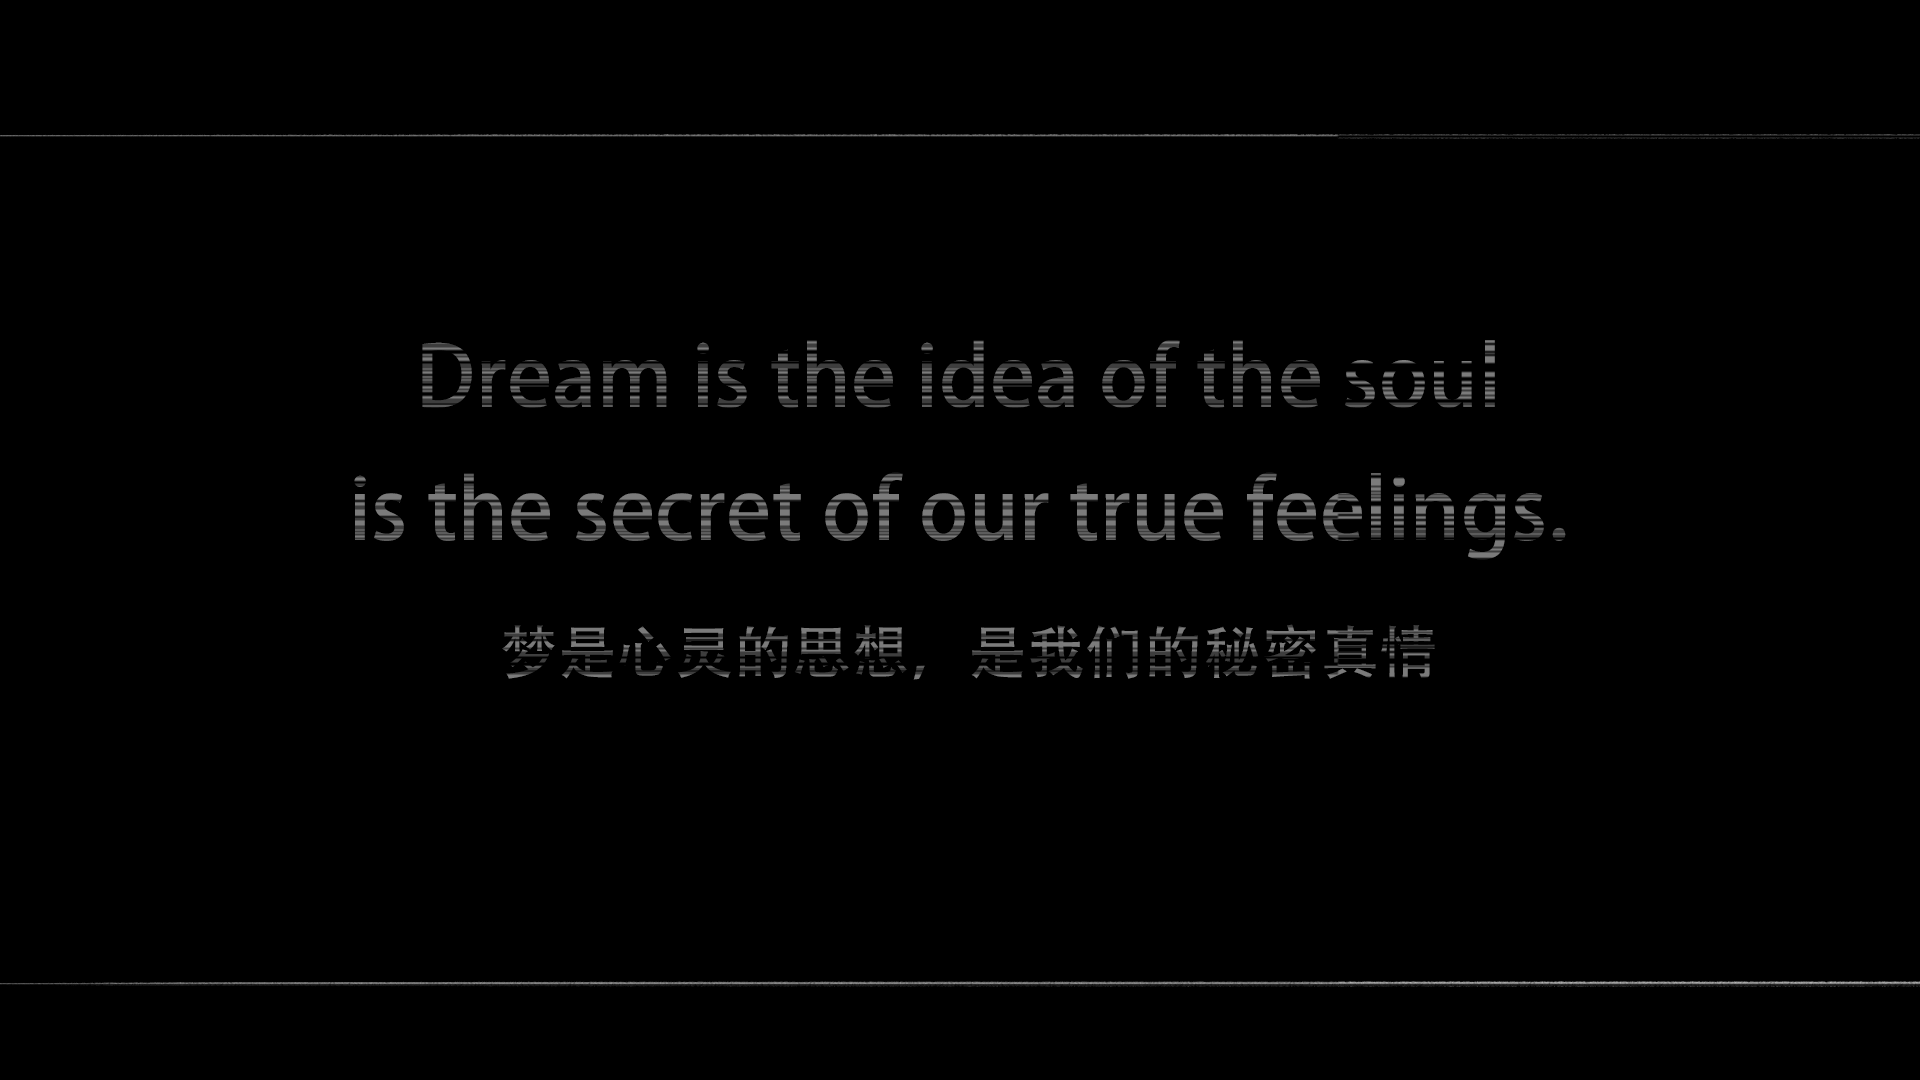 Dream is the idea of the soul
is the secret of our true feelings.
梦是心灵的思想，是我们的秘密真情